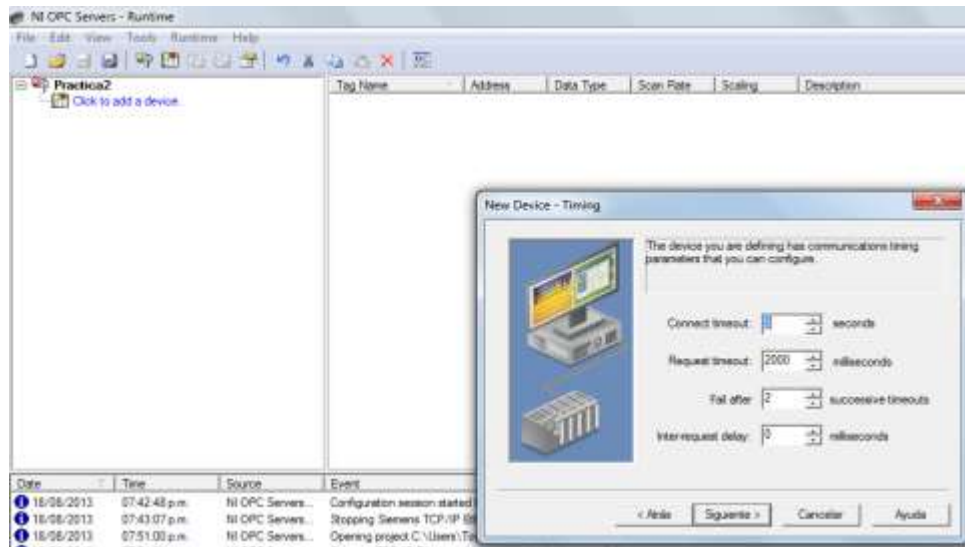 NI OPC Servers - Runtime
File Edit View Tools Runtime Help
Practica2
Click to add a device.
Tag Name Address Data Type Scan Rate Scaling Description
New Device - Timing
The device you are defining has communications timing
parameters that you can configure.
Connect timeout: seconds
Request timeout: 2000 milliseconds
Fail after 2 successive timeouts
Inter-request delay: 0 milliseconds
< Atrás Siguiente > Cancelar Ayuda
Date Time Source Event
18/08/2013 07:42:48 p.m. NI OPC Servers... Configuration session started
18/08/2013 07:43:07 p.m. NI OPC Servers... Stopping Siemens TCP/IP
18/08/2013 07:51:00 p.m. NI OPC Servers... Opening project C:\Users\